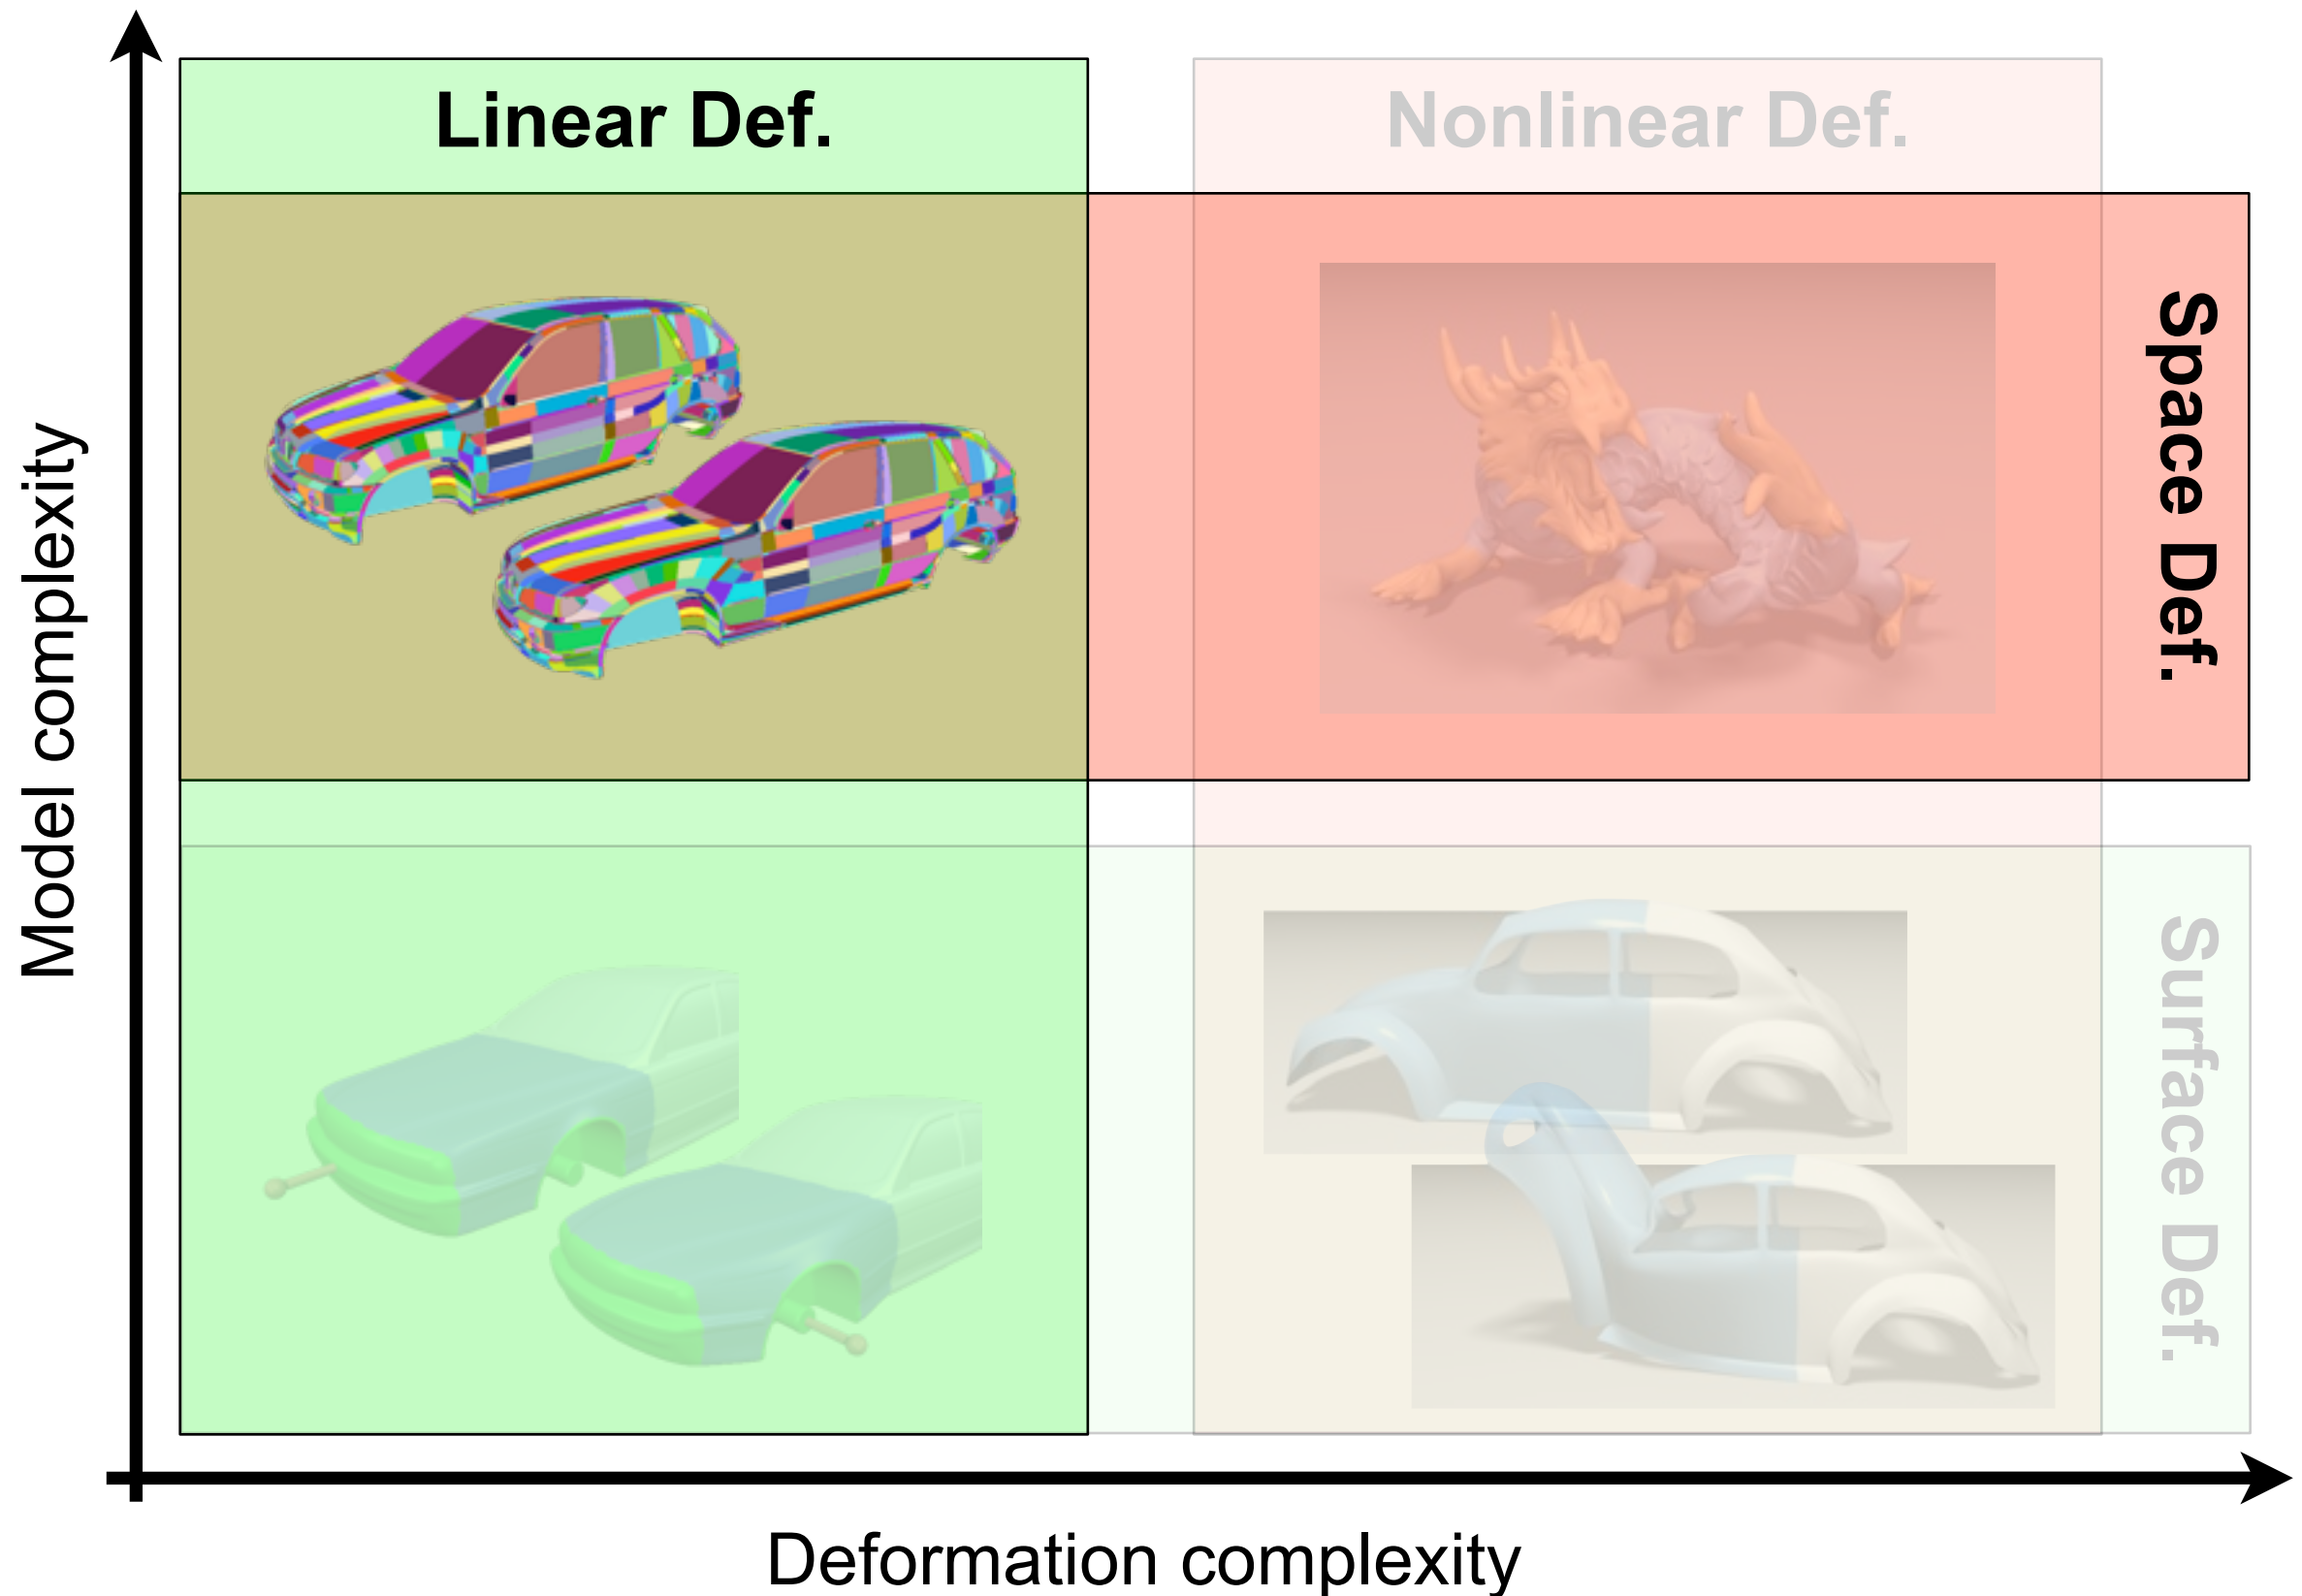 Linear Def.
Nonlinear Def.
Space Def.
Surface Def.
Model complexity
Deformation complexity